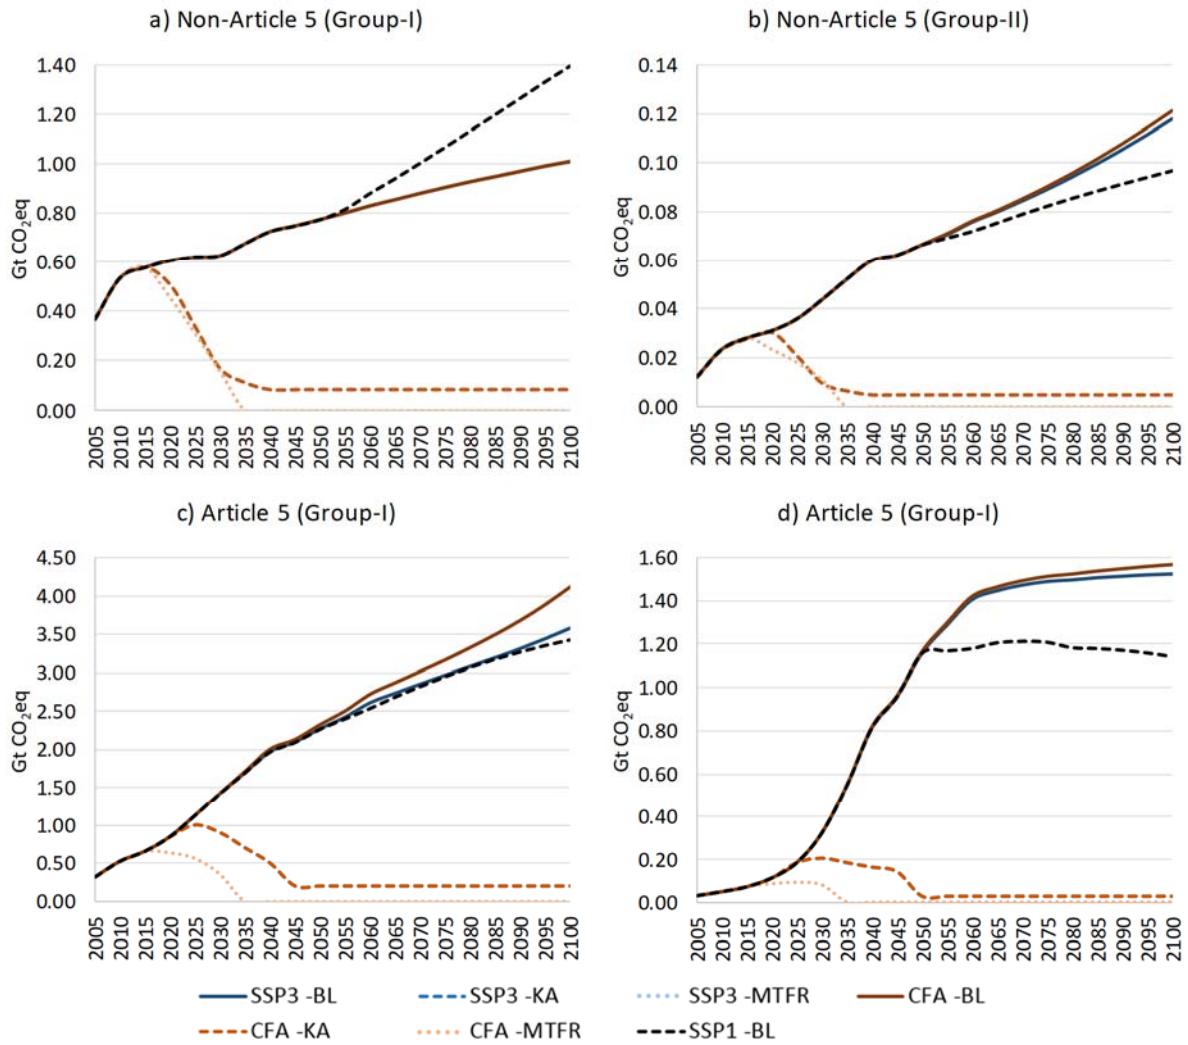 a) Non-Article 5 (Group-I)
1.40
1.20
1.00
0.80
0.60
0.40
0.20
0.00
Gt CO₂eq
2005 2010 2015 2020 2025 2030 2035 2040 2045 2050 2055 2060 2065 2070 2075 2080 2085 2090 2095 2100
b) Non-Article 5 (Group-II)
0.14
0.12
0.10
0.08
0.06
0.04
0.02
0.00
Gt CO₂eq
2005 2010 2015 2020 2025 2030 2035 2040 2045 2050 2055 2060 2065 2070 2075 2080 2085 2090 2095 2100
c) Article 5 (Group-I)
4.50
4.00
3.50
3.00
2.50
2.00
1.50
1.00
0.50
0.00
Gt CO₂eq
2005 2010 2015 2020 2025 2030 2035 2040 2045 2050 2055 2060 2065 2070 2075 2080 2085 2090 2095 2100
d) Article 5 (Group-I)
1.60
1.40
1.20
1.00
0.80
0.60
0.40
0.20
0.00
Gt CO₂eq
2005 2010 2015 2020 2025 2030 2035 2040 2045 2050 2055 2060 2065 2070 2075 2080 2085 2090 2095 2100
SSP3 -BL SSP3 -KA SSP3 -MTFR CFA -BL
CFA -KA CFA -MTFR SSP1 -BL